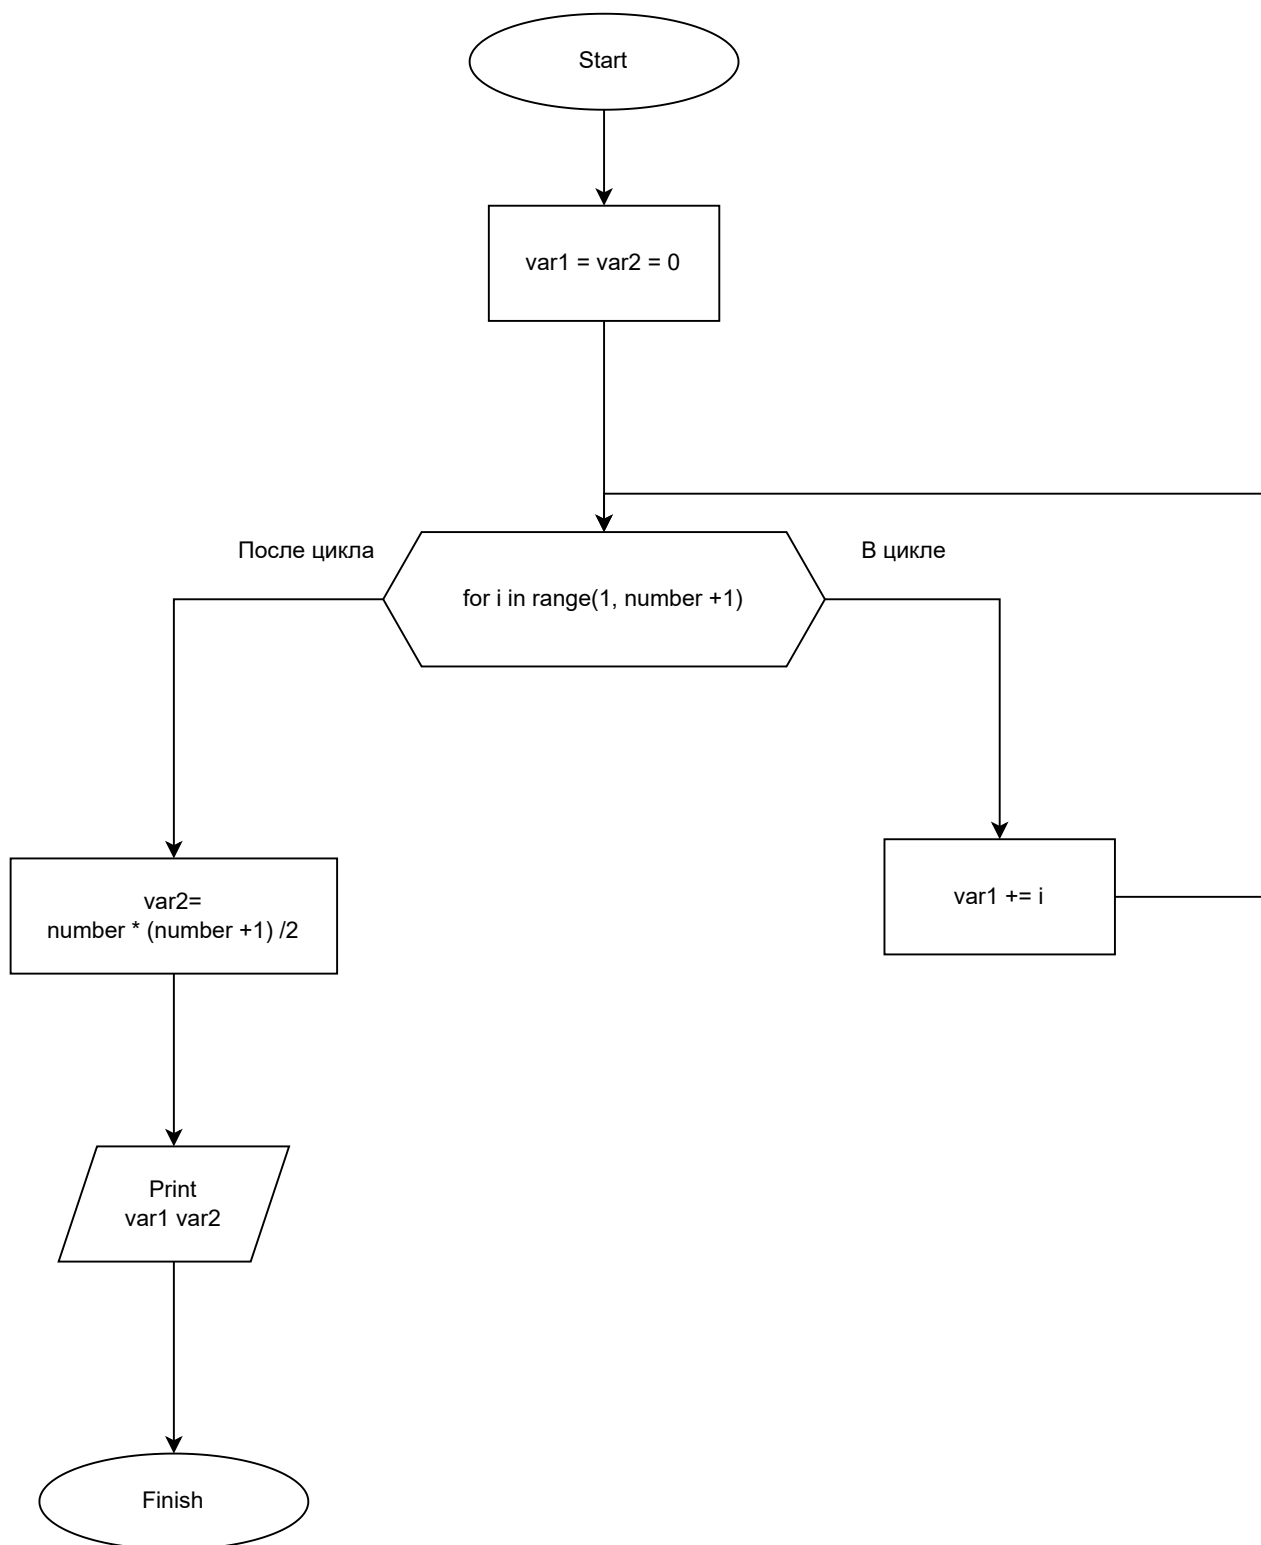 Start
var1 = var2 = 0
После цикла
В цикле
for i in range(1, number +1)
var2=
number * (number +1) /2
var1 += i
Print
var1 var2
Finish